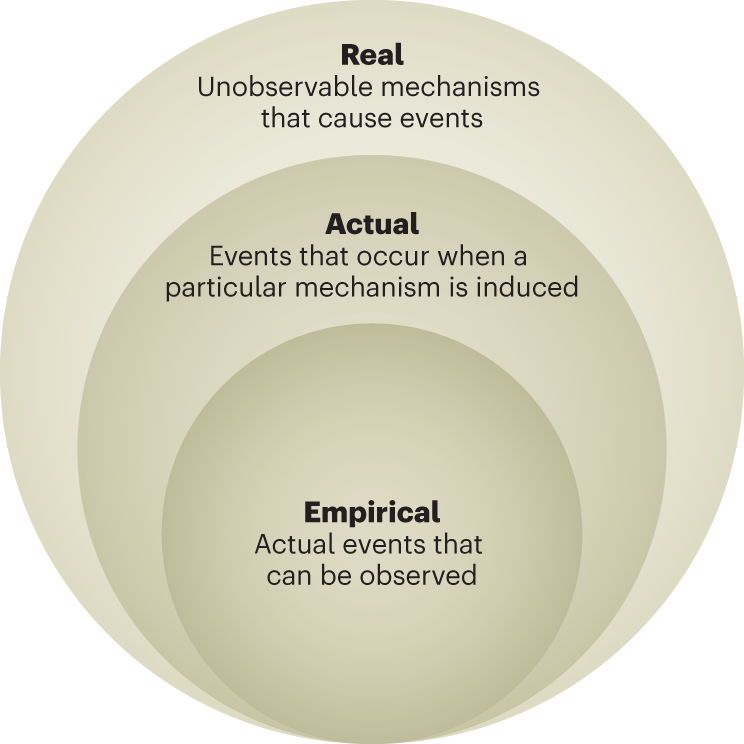 Real
Unobservable mechanisms
that cause events
Actual
Events that occur when a
particular mechanism is induced
Empirical
Actual events that
can be observed